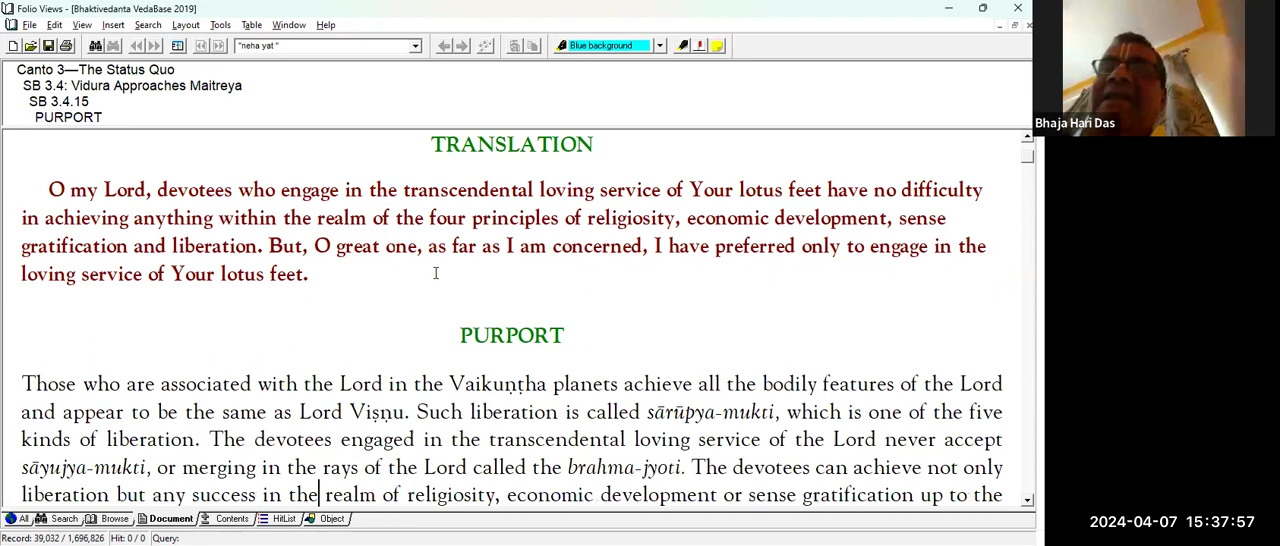 Folio Views - [Bhaktivedanta VedaBase 2019]
File Edit View Insert Search Layout Tools Table Window Help
"neha yat" Blue background
Canto 3—The Status Quo
SB 3.4: Vidura Approaches Maitreya
SB 3.4.15
PURPORT
TRANSLATION
O my Lord, devotees who engage in the transcendental loving service of Your lotus feet have no difficulty
in achieving anything within the realm of the four principles of religiosity, economic development, sense
gratification and liberation. But, O great one, as far as I am concerned, I have preferred only to engage in the
loving service of Your lotus feet.
PURPORT
Those who are associated with the Lord in the Vaikuṇṭha planets achieve all the bodily features of the Lord
and appear to be the same as Lord Viṣṇu. Such liberation is called sārūpya-mukti, which is one of the five
kinds of liberation. The devotees engaged in the transcendental loving service of the Lord never accept
sāyujya-mukti, or merging in the rays of the Lord called the brahma-jyoti. The devotees can achieve not only
liberation but any success in the realm of religiosity, economic development or sense gratification up to the
All Search Browse Document Contents HitList Object
Record: 39,032 / 1,696,826 Hit: 0 / 0 Query:
Bhaja Hari Das
2024-04-07 15:37:57